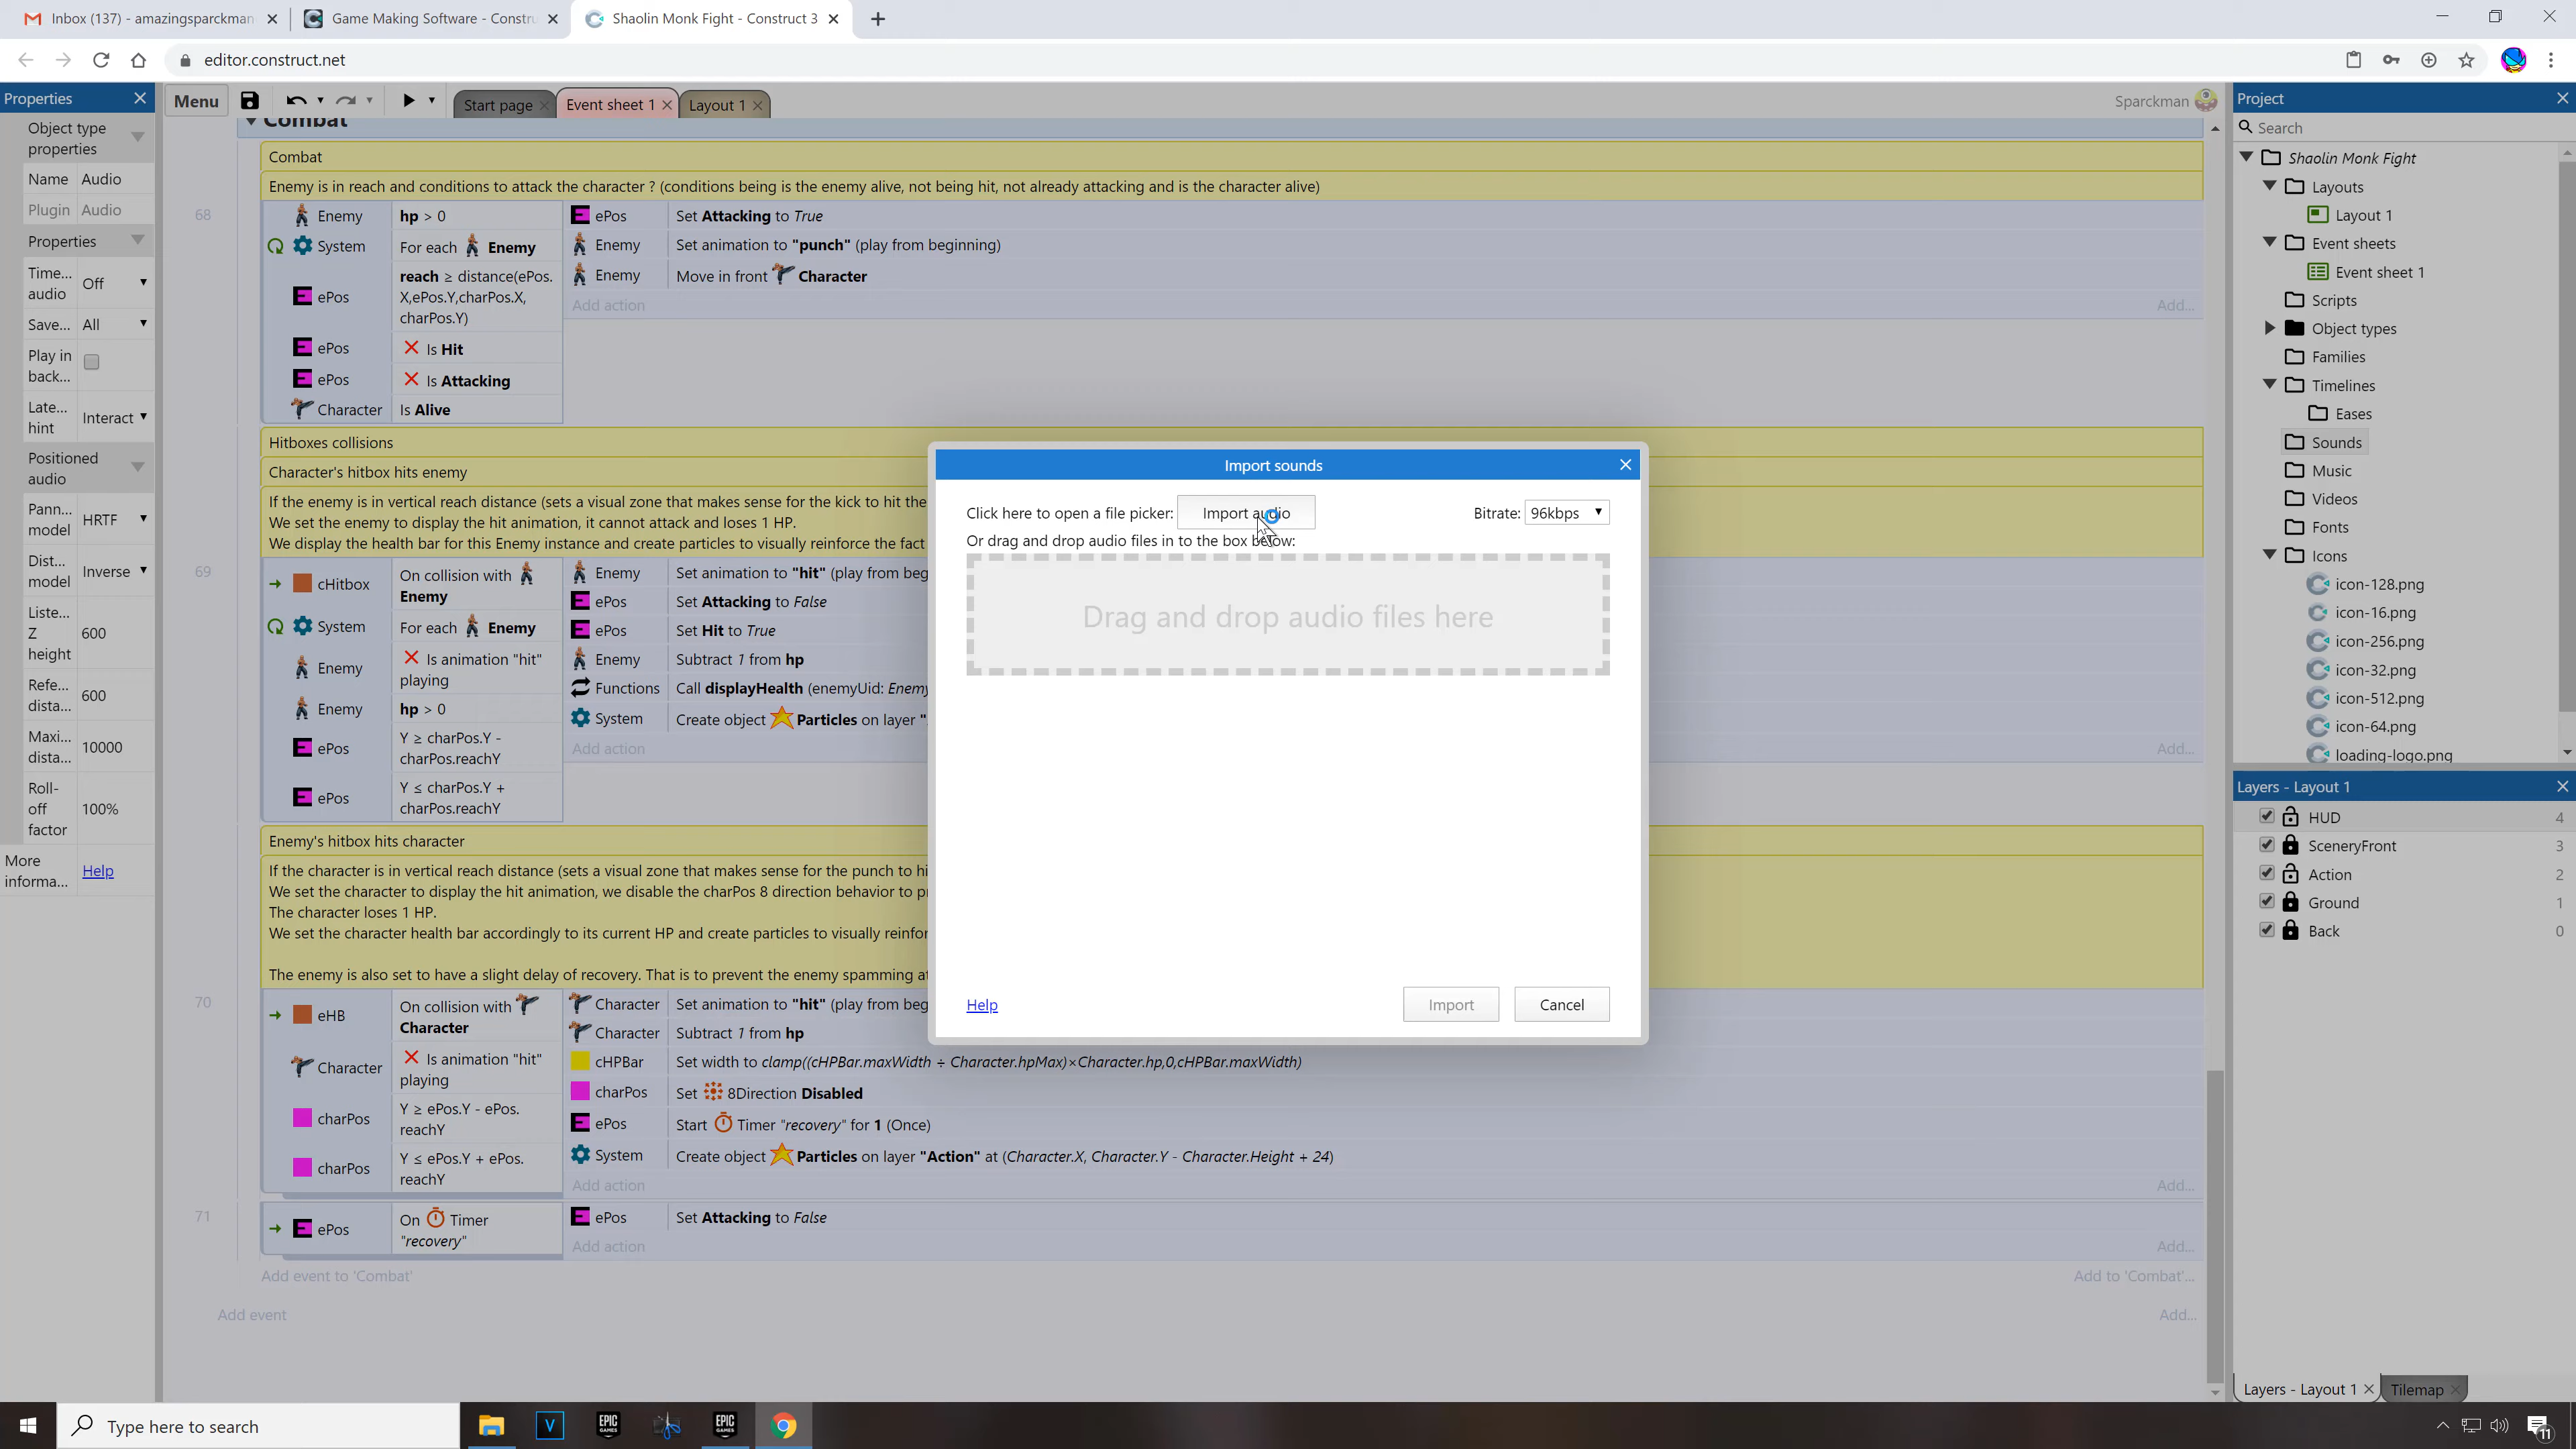 Inbox (137) - amazingsparckman
Game Making Software - Constru
Shaolin Monk Fight - Construct 3
editor.construct.net
Properties
Menu
Start page
Event sheet 1
Layout 1
Sparckman
Project
Search
Object type properties
Name Audio
Plugin Audio
Properties
Time... audio Off
Save... All
Play in back...
Late... hint Interact
Positioned audio
Pann... model HRTF
Dist... model Inverse
Liste... Z height 600
Refe... dista... 600
Maxi... dista... 10000
Roll-off factor 100%
More informa... Help
Combat
Combat
Enemy is in reach and conditions to attack the character ? (conditions being is the enemy alive, not being hit, not already attacking and is the character alive)
68
Enemy hp > 0
System For each Enemy
ePos reach ≥ distance(ePos.
X,ePos.Y,charPos.X,
charPos.Y)
ePos Is Hit
ePos Is Attacking
Character Is Alive
ePos Set Attacking to True
Enemy Set animation to "punch" (play from beginning)
Enemy Move in front Character
Add action Add...
Hitboxes collisions
Character's hitbox hits enemy
If the enemy is in vertical reach distance (sets a visual zone that makes sense for the kick to hit the
We set the enemy to display the hit animation, it cannot attack and loses 1 HP.
We display the health bar for this Enemy instance and create particles to visually reinforce the fact
69
cHitbox On collision with
Enemy
System For each Enemy
Enemy Is animation "hit"
playing
Enemy hp > 0
ePos Y ≥ charPos.Y -
charPos.reachY
ePos Y ≤ charPos.Y +
charPos.reachY
Enemy Set animation to "hit" (play from beg
ePos Set Attacking to False
ePos Set Hit to True
Enemy Subtract 1 from hp
Functions Call displayHealth (enemyUid: Enemy
System Create object Particles on layer "
Add action Add...
Enemy's hitbox hits character
If the character is in vertical reach distance (sets a visual zone that makes sense for the punch to hi
We set the character to display the hit animation, we disable the charPos 8 direction behavior to p
The character loses 1 HP.
We set the character health bar accordingly to its current HP and create particles to visually reinfor
The enemy is also set to have a slight delay of recovery. That is to prevent the enemy spamming at
70
eHB On collision with
Character
Character Is animation "hit"
playing
charPos Y ≥ ePos.Y - ePos.
reachY
charPos Y ≤ ePos.Y + ePos.
reachY
Character Set animation to "hit" (play from beg
Character Subtract 1 from hp
cHPBar Set width to clamp((cHPBar.maxWidth ÷ Character.hpMax)×Character.hp,0,cHPBar.maxWidth)
charPos Set 8Direction Disabled
ePos Start Timer "recovery" for 1 (Once)
System Create object Particles on layer "Action" at (Character.X, Character.Y - Character.Height + 24)
Add action Add...
71
ePos On Timer
"recovery"
ePos Set Attacking to False
Add action Add...
Add event to 'Combat' Add to 'Combat'...
Add event Add...
Import sounds
Click here to open a file picker: Import audio Bitrate: 96kbps
Or drag and drop audio files in to the box below:
Drag and drop audio files here
Help Import Cancel
Shaolin Monk Fight
Layouts
Layout 1
Event sheets
Event sheet 1
Scripts
Object types
Families
Timelines
Eases
Sounds
Music
Videos
Fonts
Icons
icon-128.png
icon-16.png
icon-256.png
icon-32.png
icon-512.png
icon-64.png
loading-logo.png
Layers - Layout 1
HUD 4
SceneryFront 3
Action 2
Ground 1
Back 0
Layers - Layout 1
Tilemap
Type here to search
V
EPIC GAMES
EPIC GAMES
11